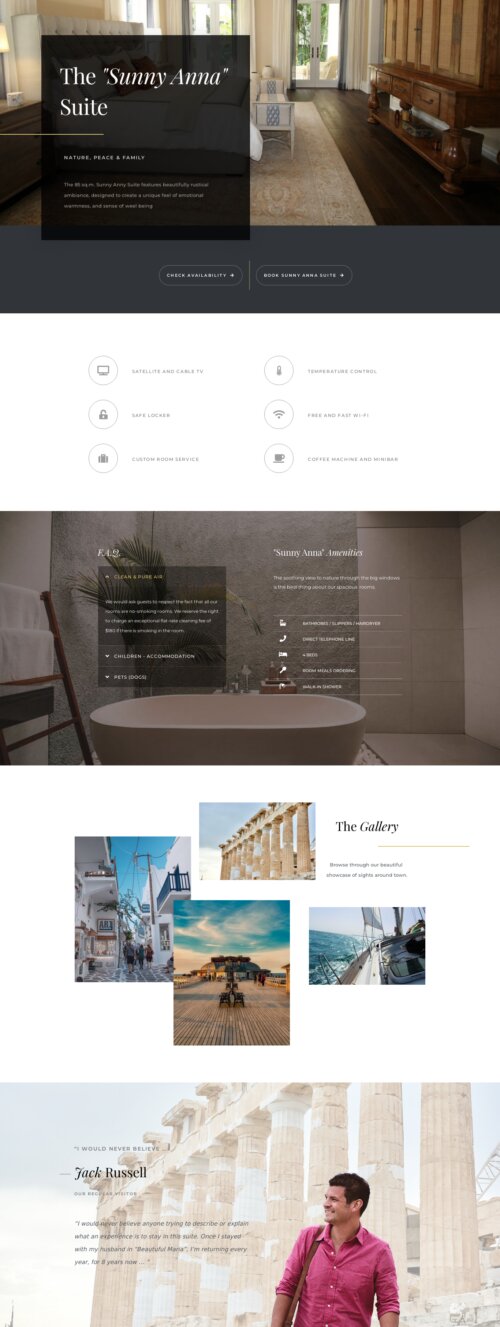 The "Sunny Anna"
Suite
NATURE, PEACE & FAMILY
The 85 sq.m. Sunny Anny Suite features beautifully rustical
ambiance, designed to create a unique feel of emotional
warmness, and sense of weel being
CHECK AVAILABILITY
BOOK SUNNY ANNA SUITE
SATELLITE AND CABLE TV
TEMPERATURE CONTROL
SAFE LOCKER
FREE AND FAST WI-FI
CUSTOM ROOM SERVICE
COFFEE MACHINE AND MINIBAR
F.A.Q.
CLEAN & PURE AIR
We would ask guests to respect the fact that all our
rooms are no-smoking rooms. We reserve the right
to charge an exceptional flat-rate cleaning fee of
$180 if there is smoking in the room.
CHILDREN - ACCOMMODATION
PETS (DOGS)
"Sunny Anna" Amenities
The soothing view to nature through the big windows
is the best thing about our spacious rooms.
BATHROBES / SLIPPERS / HAIRDRYER
DIRECT TELEPHONE LINE
4 BEDS
ROOM MEALS ORDERING
WALK-IN SHOWER
The Gallery
Browse through our beautiful
showcase of sights around town.
ART
"I WOULD NEVER BELIEVE ..."
Jack Russell
OUR REGULAR VISITOR
"I would never believe anyone trying to describe or explain
what an experience is to stay in this suite. Once I stayed
with my husband in "Beautuful Maria", I'm returning every
year, for 8 years now ... "